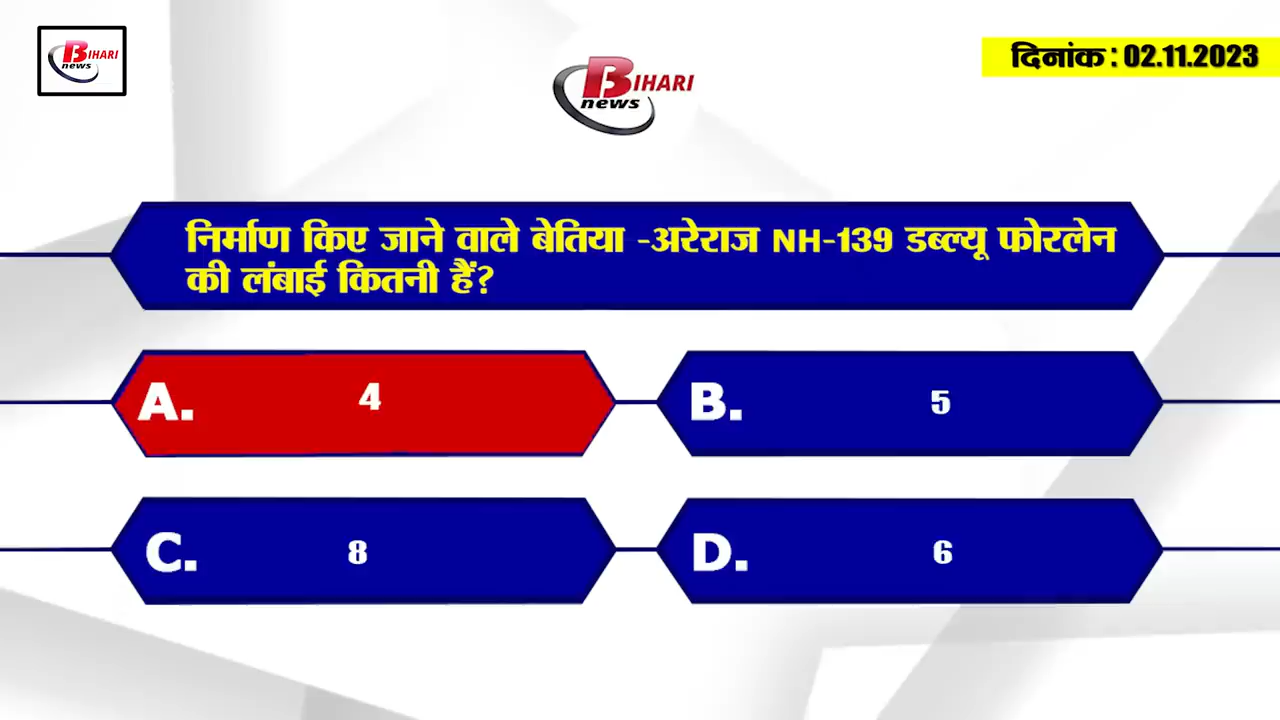 BIHARI
news
BIHARI
news
दिनांक : 02.11.2023
निर्माण किए जाने वाले बेतिया -अरेराज NH-139 डब्ल्यू फोरलेन
की लंबाई कितनी हैं?
A. 4
B. 5
C. 8
D. 6